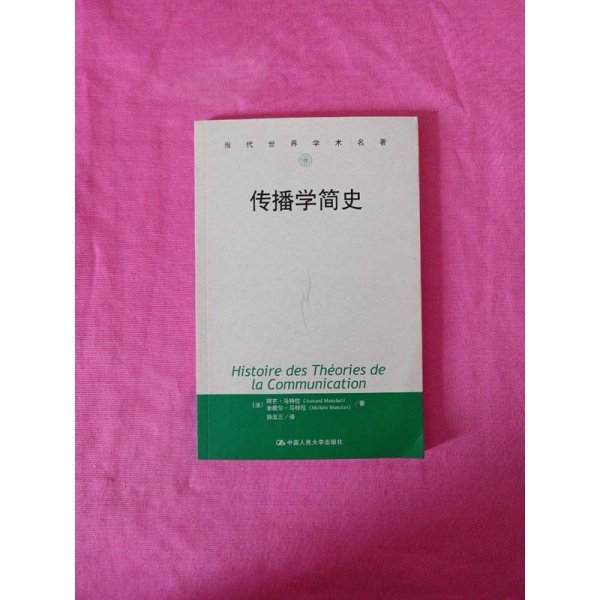 当代世界学术名著
传播学简史
Histoire des Théories de
la Communication
[法] 阿芒·马特拉 (Armand Mattelart)
米歇尔·马特拉 (Michèle Mattelart) /著
孙五三/译
中国人民大学出版社